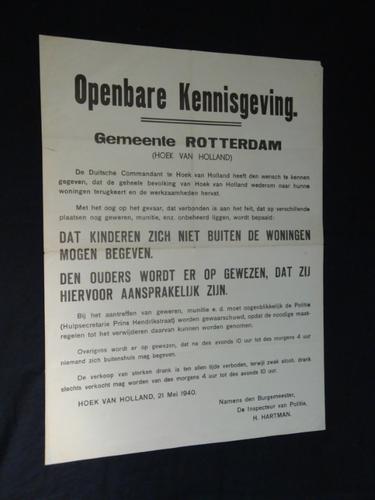 Openbare Kennisgeving.
Gemeente ROTTERDAM
(HOEK VAN HOLLAND)
De Duitsche Commandant te Hoek van Holland heeft den wensch te kennen
gegeven, dat de geheele bevolking van Hoek van Holland wederom naar hunne
woningen terugkeert en de werkzaamheden hervat.
Met het oog op het gevaar, dat verbonden is aan het feit, dat op verschillende
plaatsen nog geweren, munitie, enz. onbeheerd liggen, wordt bepaald:
DAT KINDEREN ZICH NIET BUITEN DE WONINGEN
MOGEN BEGEVEN.
DEN OUDERS WORDT ER OP GEWEZEN, DAT ZIJ
HIERVOOR AANSPRAKELIJK ZIJN.
Bij het aantreffen van geweren, munitie e. d. moet oogenblikkelijk de Politie
(Hulpsecretarie Prins Hendrikstraat) worden gewaarschuwd, opdat de noodige maat-
regelen tot het verwijderen daarvan kunnen worden genomen.
Overigens wordt er op gewezen, dat na des avonds 10 uur tot des morgens 4 uur
niemand zich buitenshuis mag begeven.
De verkoop van sterken drank is ten allen tijde verboden, terwijl zwak alcoh. drank
slechts verkocht mag worden van des morgens 4 uur tot des avonds 10 uur.
HOEK VAN HOLLAND, 21 Mei 1940.
Namens den Burgemeester,
De Inspecteur van Politie,
H. HARTMAN.